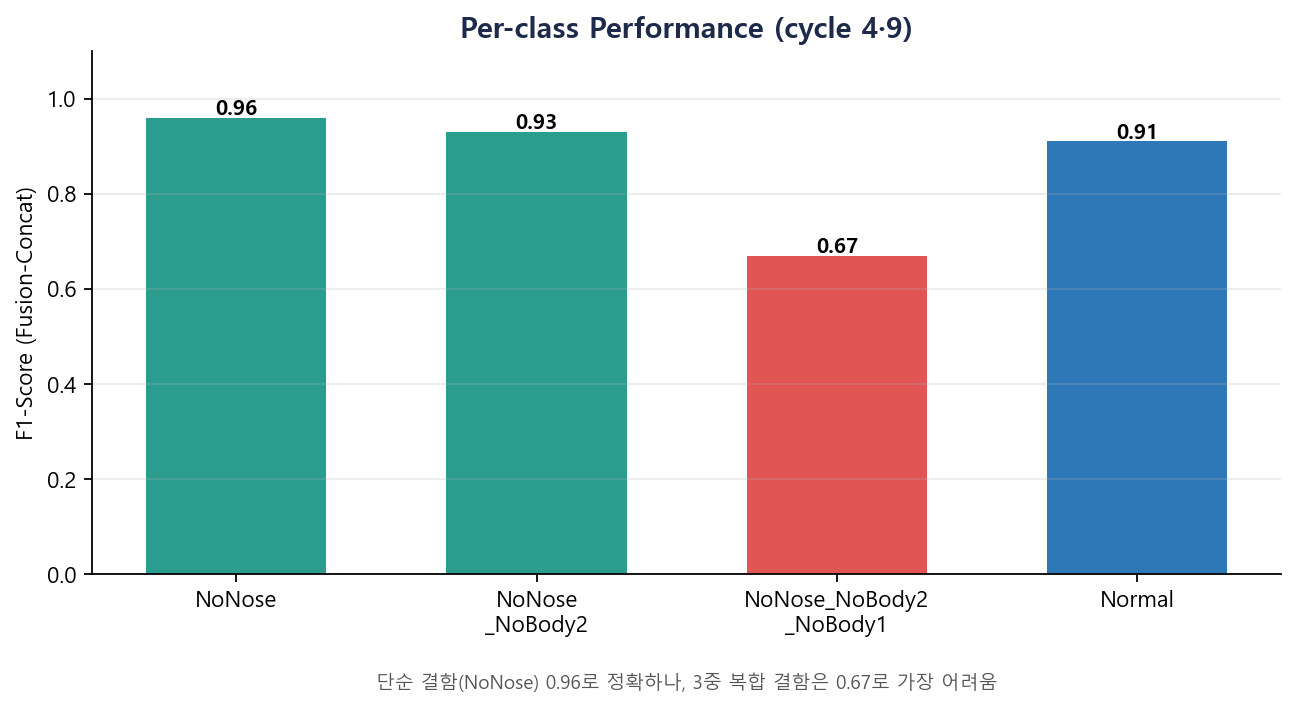 Per-class Performance (cycle 4·9)
F1-Score (Fusion-Concat)
1.0
0.8
0.6
0.4
0.2
0.0
0.96
0.93
0.67
0.91
NoNose
NoNose
_NoBody2
NoNose_NoBody2
_NoBody1
Normal
단순 결함(NoNose) 0.96로 정확하나, 3중 복합 결함은 0.67로 가장 어려움